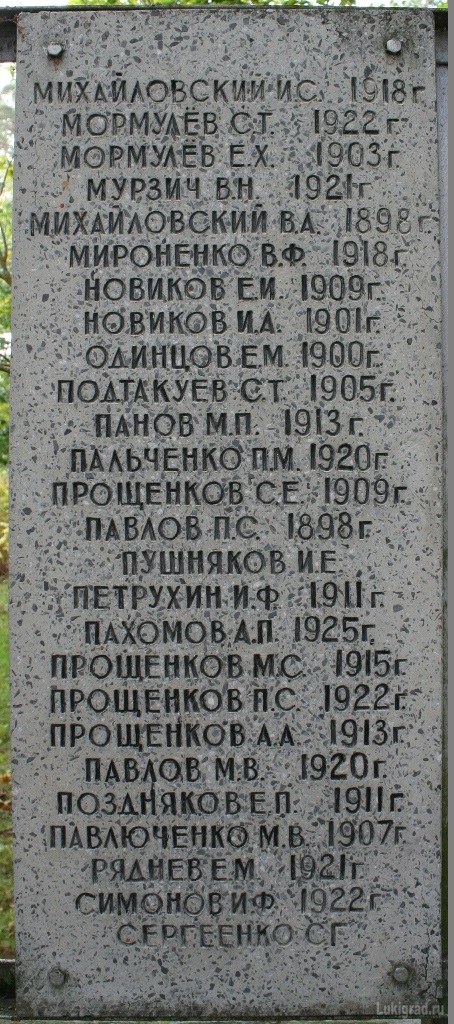 МИХАЙЛОВСКИЙ И.С. 1918г.
МОРМУЛЁВ С.Т. 1922г.
МОРМУЛЁВ Е.Х. 1903г.
МУРЗИЧ В.Н. 1921г.
МИХАЙЛОВСКИЙ В.А. 1898г.
МИРОНЕНКО В.Ф. 1918г.
НОВИКОВ Е.И. 1909г.
НОВИКОВ И.А. 1901г.
ОДИНЦОВ Е.М. 1900г.
ПОДТАКУЕВ С.Т. 1905г.
ПАНОВ М.П. 1913г.
ПАЛЬЧЕНКО П.М. 1920г.
ПРОЩЕНКОВ С.Е. 1909г.
ПАВЛОВ П.С. 1898г.
ПУШНЯКОВ И.Е.
ПЕТРУХИН И.Ф. 1911г.
ПАХОМОВ А.П. 1925г.
ПРОЩЕНКОВ М.С. 1915г.
ПРОЩЕНКОВ П.С. 1922г.
ПРОЩЕНКОВ А.А. 1913г.
ПАВЛОВ М.В. 1920г.
ПОЗДНЯКОВ Е.П. 1911г.
ПАВЛЮЧЕНКО М.В. 1907г.
РЯДНЕВ Е.М. 1921г.
СИМОНОВ И.Ф. 1922г.
СЕРГЕЕНКО С.Г.
Lukigrad.ru